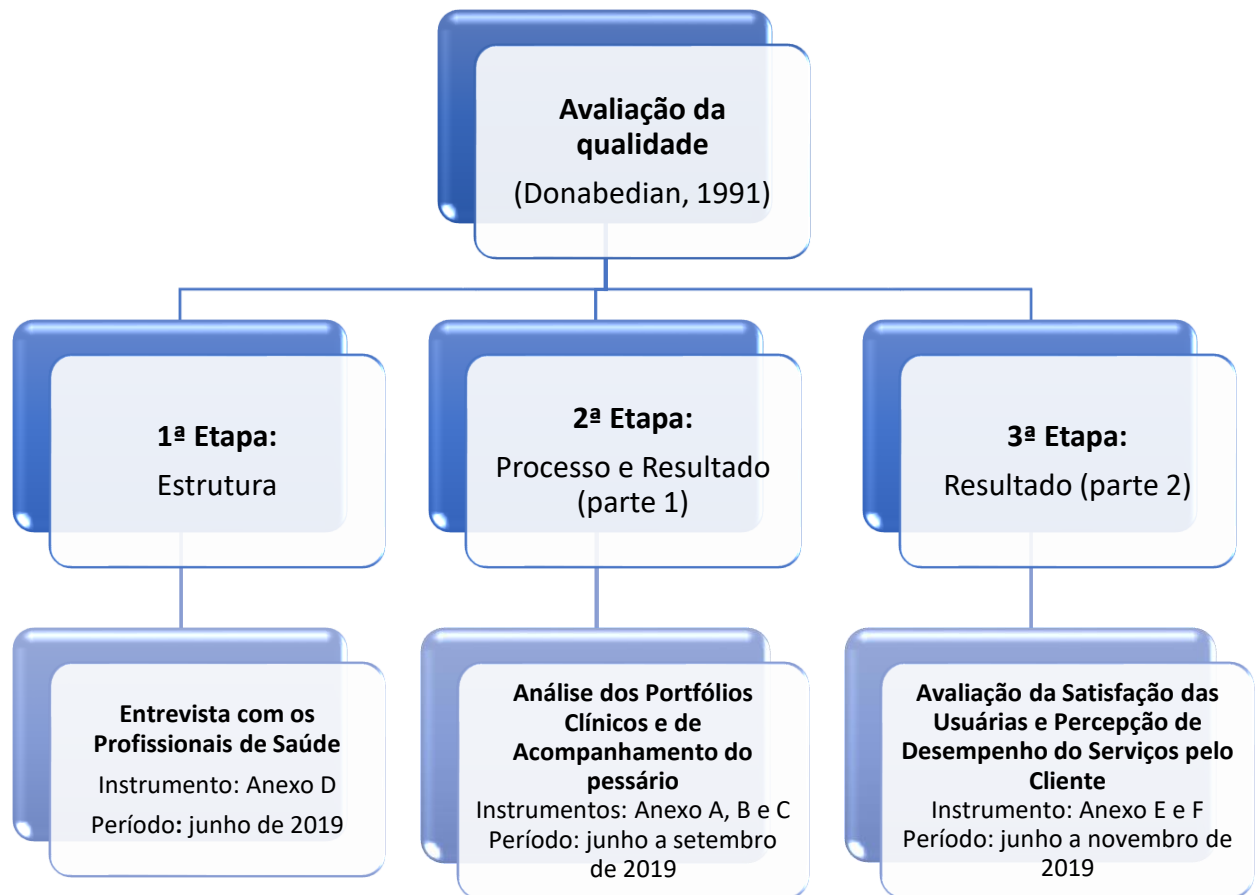 Avaliação da
qualidade
(Donabedian, 1991)
1ª Etapa:
Estrutura
2ª Etapa:
Processo e Resultado
(parte 1)
3ª Etapa:
Resultado (parte 2)
Entrevista com os
Profissionais de Saúde
Instrumento: Anexo D
Período: junho de 2019
Análise dos Portfólios
Clínicos e de
Acompanhamento do
pessário
Instrumentos: Anexo A, B e C
Período: junho a setembro
de 2019
Avaliação da Satisfação das
Usuárias e Percepção de
Desempenho do Serviços pelo
Cliente
Instrumento: Anexo E e F
Período: junho a novembro de
2019